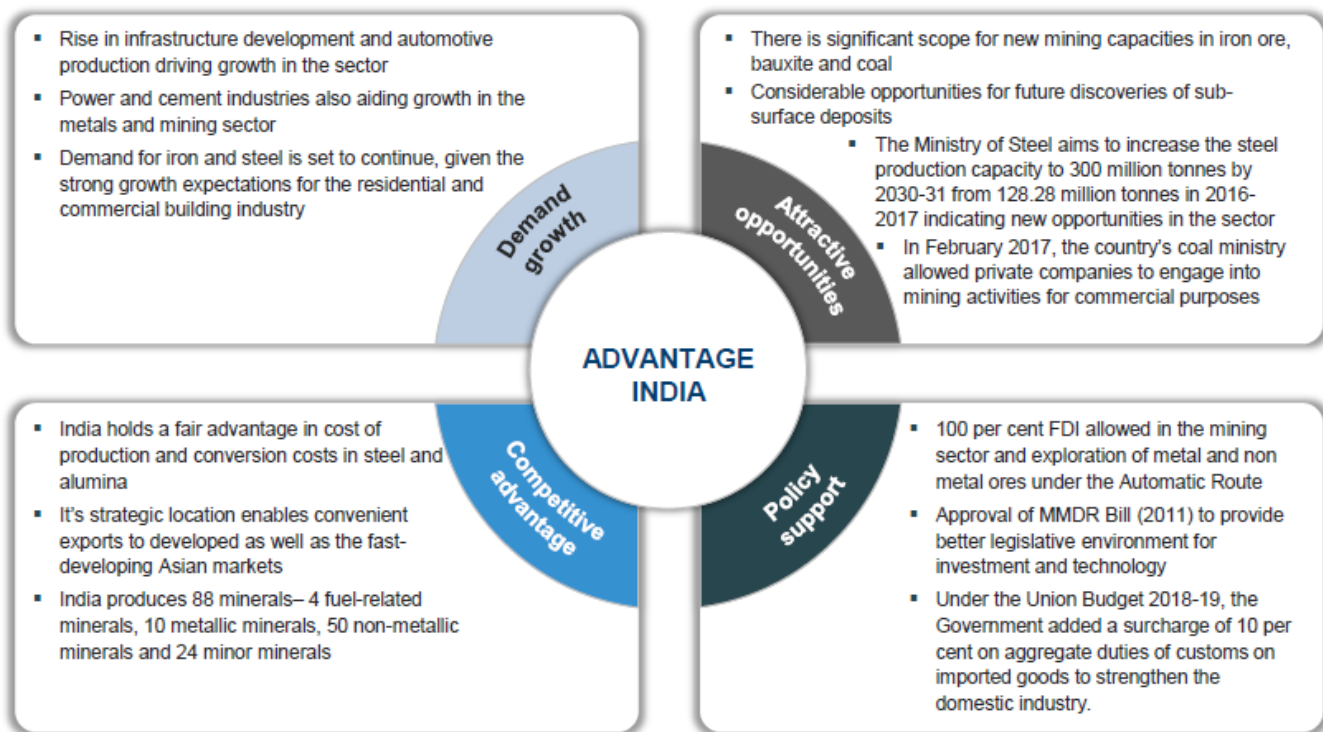 ▪ Rise in infrastructure development and automotive
production driving growth in the sector
▪ Power and cement industries also aiding growth in the
metals and mining sector
▪ Demand for iron and steel is set to continue, given the
strong growth expectations for the residential and
commercial building industry
Demand
growth
▪ There is significant scope for new mining capacities in iron ore,
bauxite and coal
▪ Considerable opportunities for future discoveries of sub-
surface deposits
▪ The Ministry of Steel aims to increase the steel
production capacity to 300 million tonnes by
2030-31 from 128.28 million tonnes in 2016-
2017 indicating new opportunities in the sector
▪ In February 2017, the country's coal ministry
allowed private companies to engage into
mining activities for commercial purposes
Attractive
opportunities
ADVANTAGE
INDIA
▪ India holds a fair advantage in cost of
production and conversion costs in steel and
alumina
▪ It's strategic location enables convenient
exports to developed as well as the fast-
developing Asian markets
▪ India produces 88 minerals– 4 fuel-related
minerals, 10 metallic minerals, 50 non-metallic
minerals and 24 minor minerals
Competitive
advantage
▪ 100 per cent FDI allowed in the mining
sector and exploration of metal and non
metal ores under the Automatic Route
▪ Approval of MMDR Bill (2011) to provide
better legislative environment for
investment and technology
▪ Under the Union Budget 2018-19, the
Government added a surcharge of 10 per
cent on aggregate duties of customs on
imported goods to strengthen the
domestic industry.
Policy
support